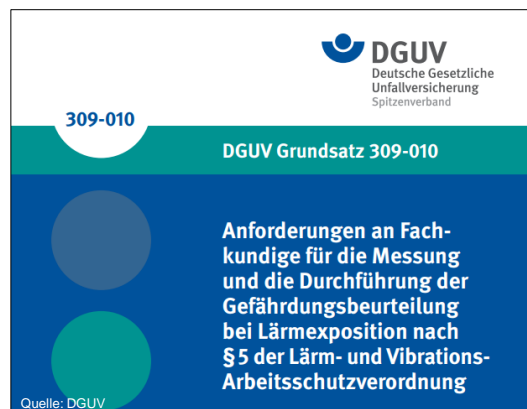 DGUV
Deutsche Gesetzliche
Unfallversicherung
Spitzenverband
309-010
DGUV Grundsatz 309-010
Anforderungen an Fach-
kundige für die Messung
und die Durchführung der
Gefährdungsbeurteilung
bei Lärmexposition nach
§ 5 der Lärm- und Vibrations-
Arbeitsschutzverordnung
Quelle: DGUV